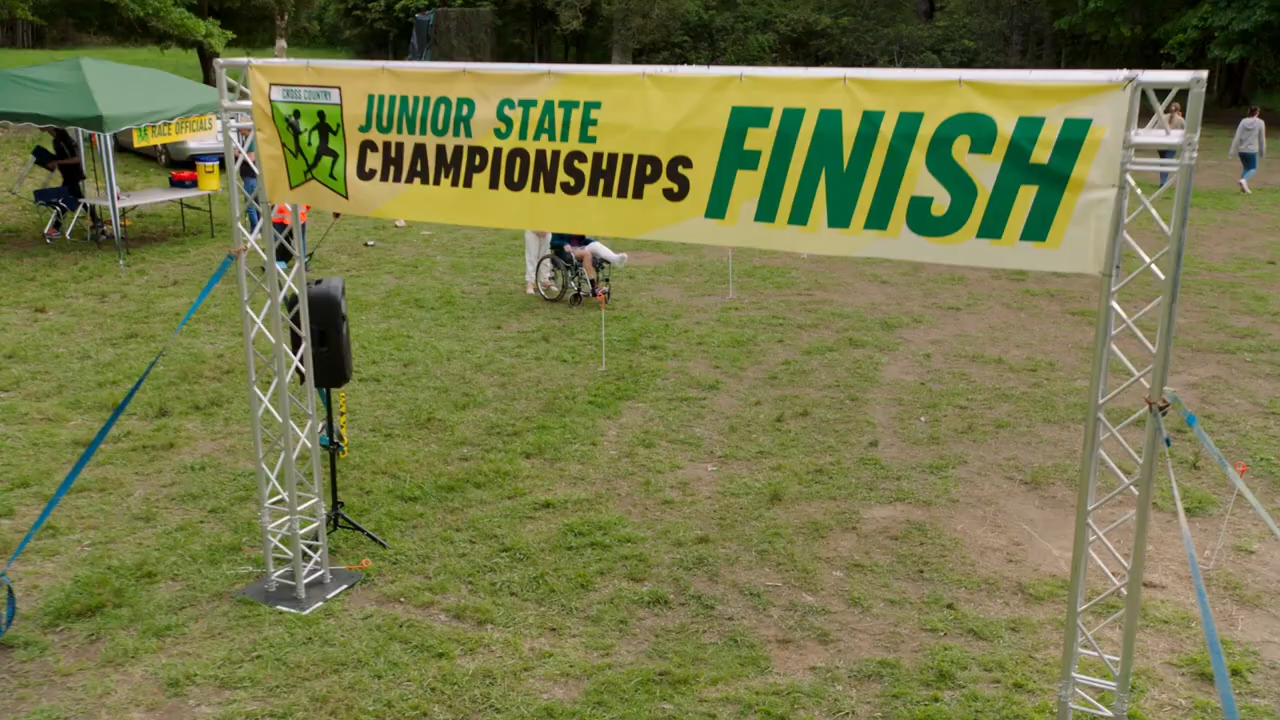 RACE OFFICIALS
CROSS COUNTRY
JUNIOR STATE
CHAMPIONSHIPS
FINISH